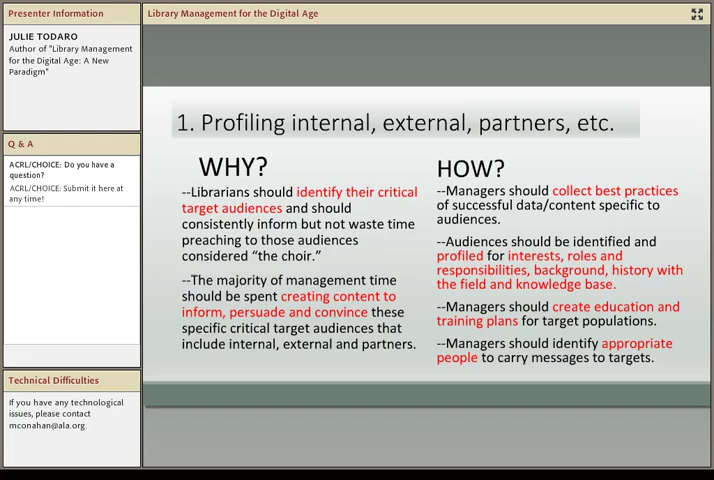 Presenter Information
JULIE TODARO
Author of "Library Management
for the Digital Age: A New
Paradigm"
Q & A
ACRL/CHOICE: Do you have a
question?
ACRL/CHOICE: Submit it here at
any time!
Technical Difficulties
If you have any technological
issues, please contact
mconahan@ala.org.
Library Management for the Digital Age
1. Profiling internal, external, partners, etc.
WHY?
--Librarians should identify their critical
target audiences and should
consistently inform but not waste time
preaching to those audiences
considered “the choir.”
--The majority of management time
should be spent creating content to
inform, persuade and convince these
specific critical target audiences that
include internal, external and partners.
HOW?
--Managers should collect best practices
of successful data/content specific to
audiences.
--Audiences should be identified and
profiled for interests, roles and
responsibilities, background, history with
the field and knowledge base.
--Managers should create education and
training plans for target populations.
--Managers should identify appropriate
people to carry messages to targets.